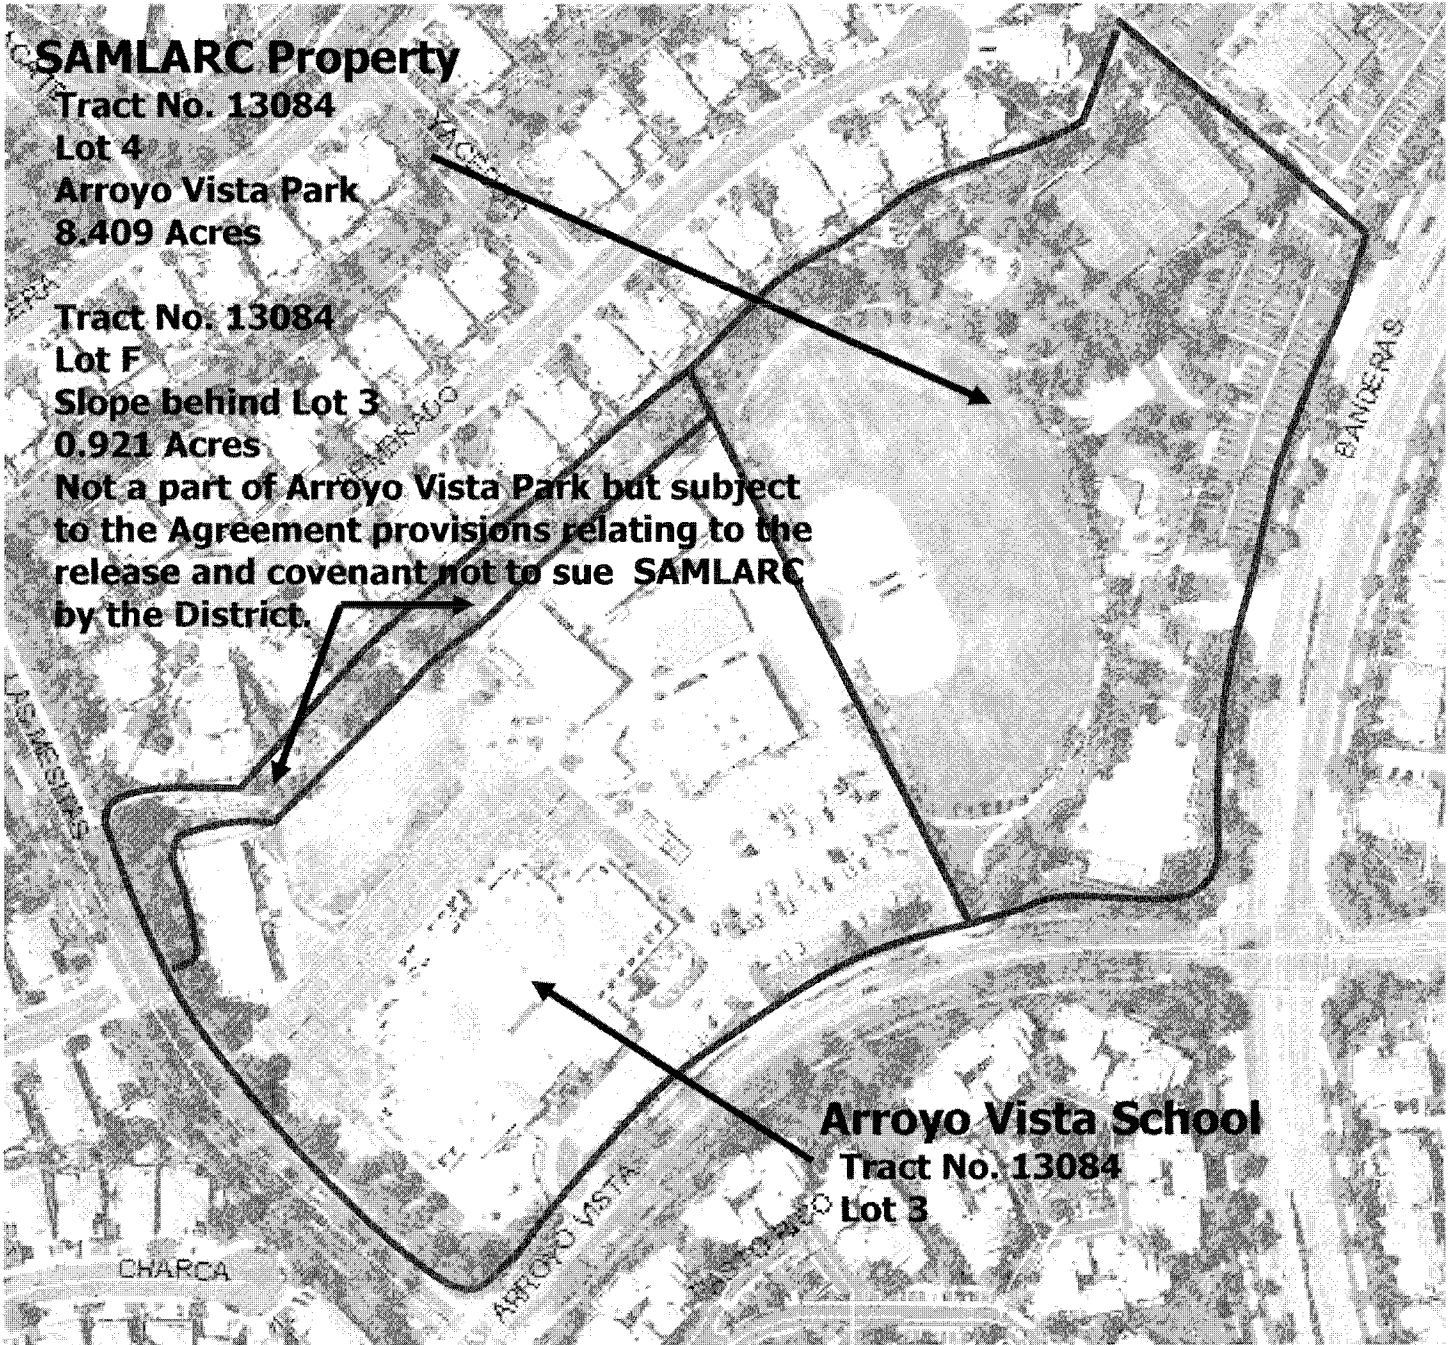 SAMLARC Property
Tract No. 13084
Lot 4
Arroyo Vista Park
8.409 Acres
Tract No. 13084
Lot F
Slope behind Lot 3
0.921 Acres
Not a part of Arroyo Vista Park but subject
to the Agreement provisions relating to the
release and covenant not to sue SAMLARC
by the District.
BANDERAS
LAS MESITAS
Arroyo Vista School
Tract No. 13084
Lot 3
ARROYO VISTA
CHARCA